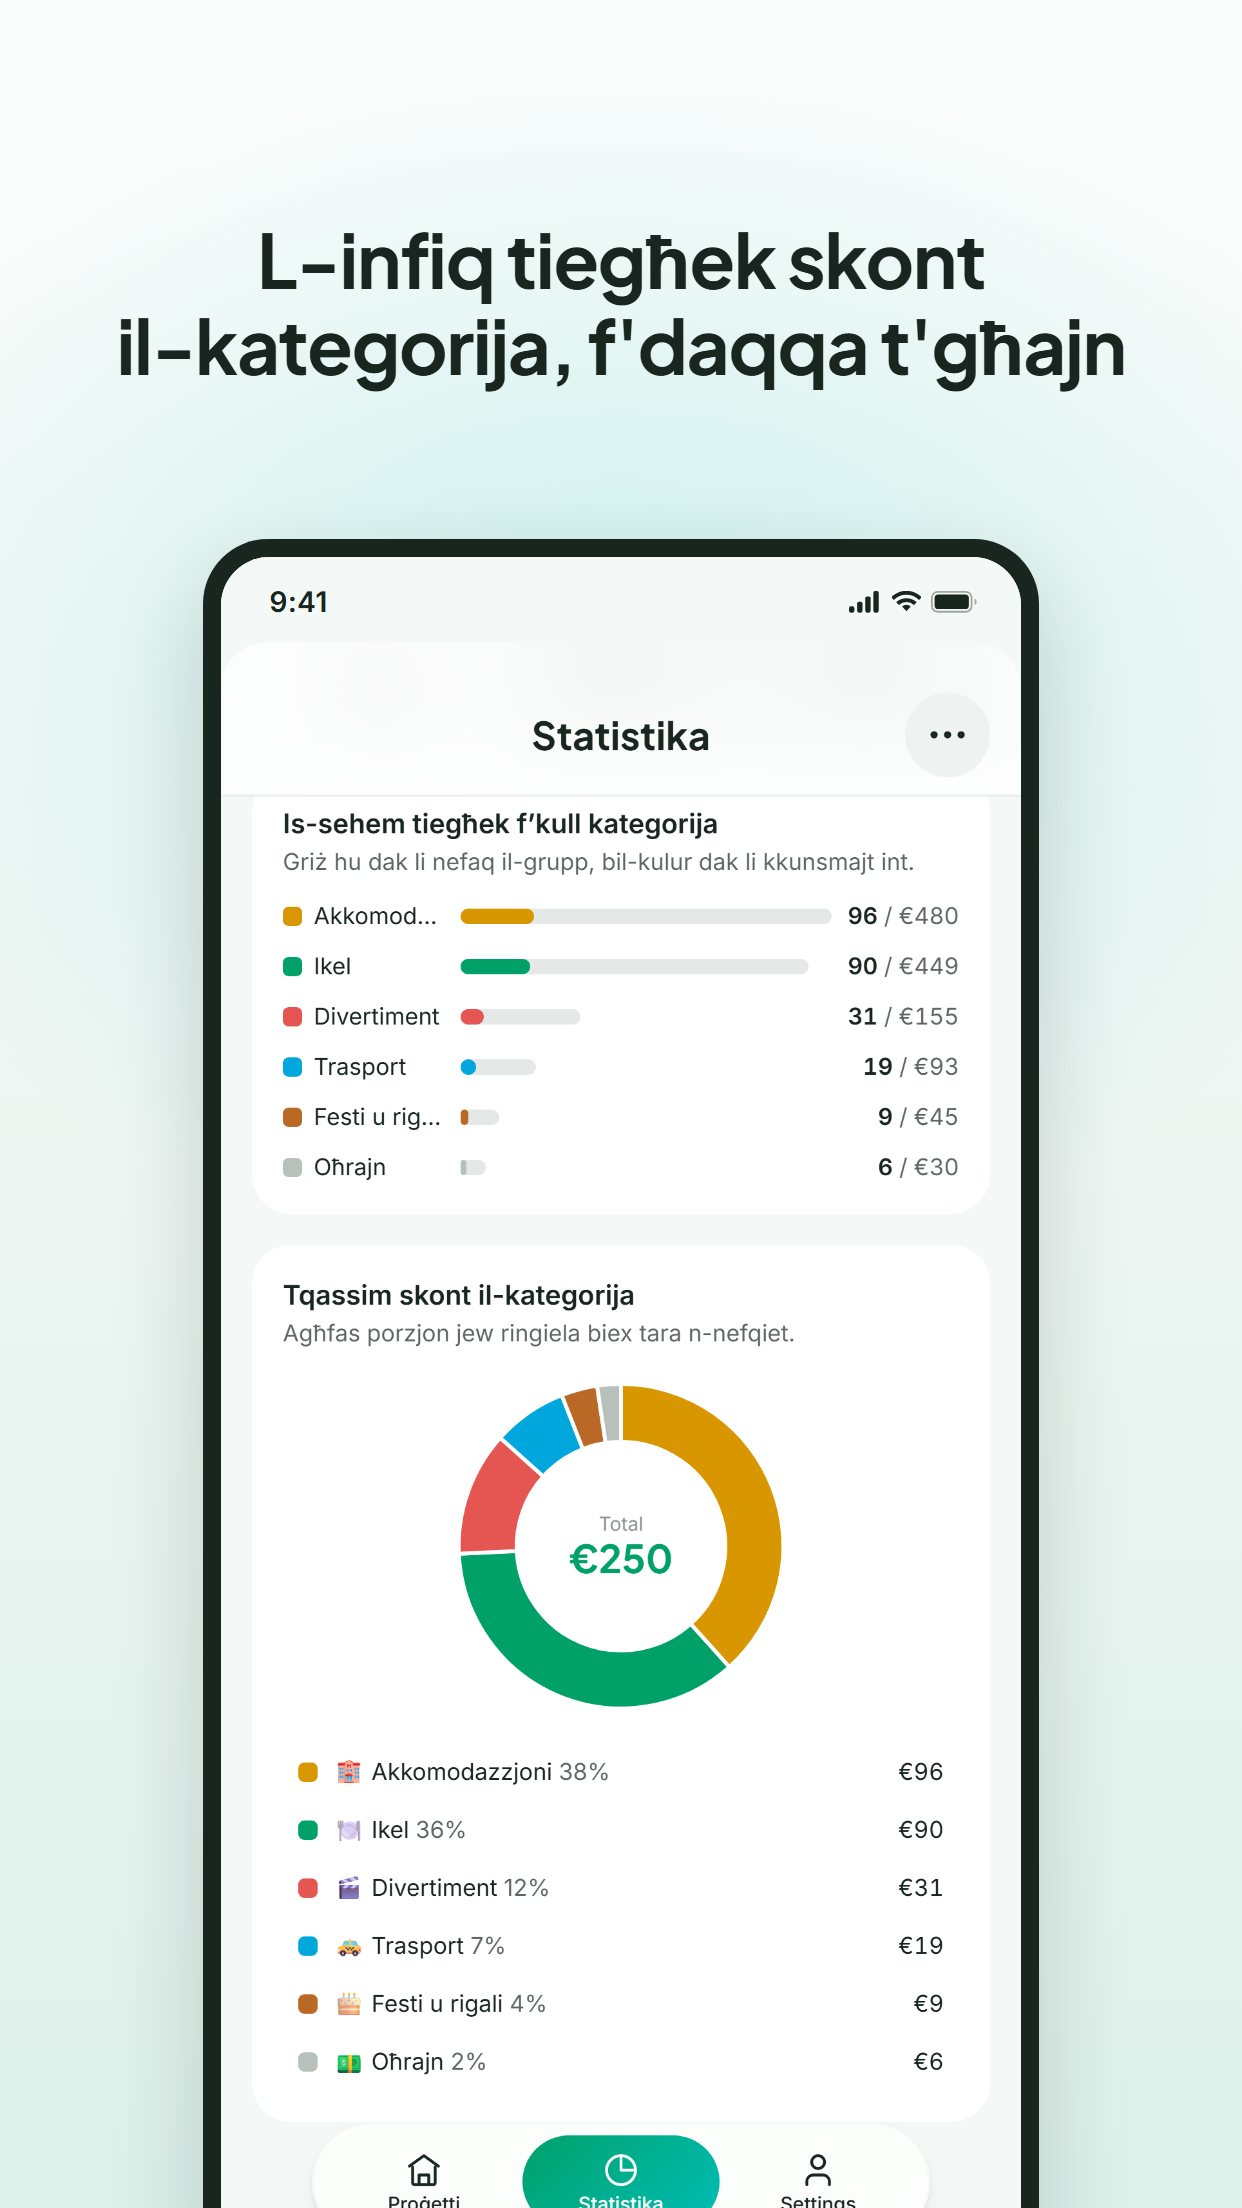 L-infiq tiegħek skont
il-kategorija, f'daqqa t'għajn
9:41
Statistika
Is-sehem tiegħek f’kull kategorija
Griż hu dak li nefaq il-grupp, bil-kulur dak li kkunsmajt int.
Akkomod... 96 / €480
Ikel 90 / €449
Divertiment 31 / €155
Trasport 19 / €93
Festi u rig... 9 / €45
Oħrajn 6 / €30
Tqassim skont il-kategorija
Agħfas porzjon jew ringiela biex tara n-nefqiet.
Total
€250
Akkomodazzjoni 38% €96
Ikel 36% €90
Divertiment 12% €31
Trasport 7% €19
Festi u rigali 4% €9
Oħrajn 2% €6
Proġetti Statistika Settings